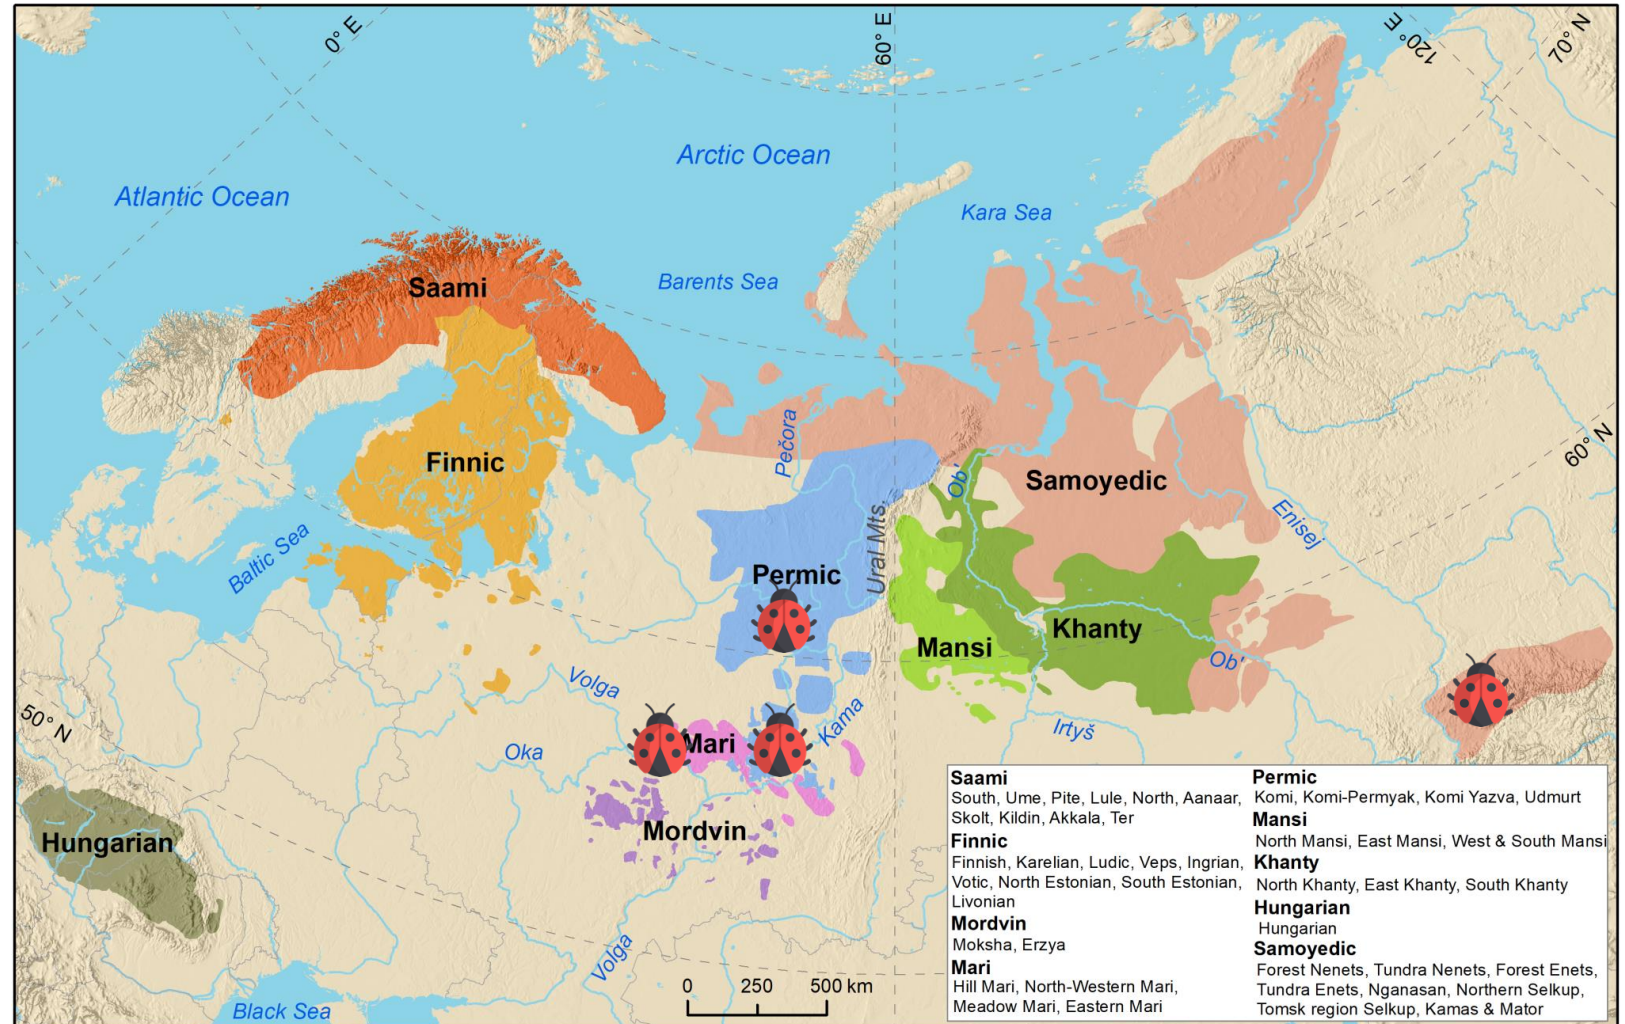 0° E
60° E
120° E
70° N
Arctic Ocean
Atlantic Ocean
Kara Sea
Barents Sea
Saami
Pečora
60° N
Finnic
Ob'
Samoyedic
Enisej
Baltic Sea
Ural Mts.
Permic
Khanty
Mansi
Ob'
Volga
50° N
Kama
Irtyš
Oka
Mari
Mordvin
Hungarian
Volga
0 250 500 km
Black Sea
Saami
South, Ume, Pite, Lule, North, Aanaar,
Skolt, Kildin, Akkala, Ter
Finnic
Finnish, Karelian, Ludic, Veps, Ingrian,
Votic, North Estonian, South Estonian,
Livonian
Mordvin
Moksha, Erzya
Mari
Hill Mari, North-Western Mari,
Meadow Mari, Eastern Mari
Permic
Komi, Komi-Permyak, Komi Yazva, Udmurt
Mansi
North Mansi, East Mansi, West & South Mansi
Khanty
North Khanty, East Khanty, South Khanty
Hungarian
Hungarian
Samoyedic
Forest Nenets, Tundra Nenets, Forest Enets,
Tundra Enets, Nganasan, Northern Selkup,
Tomsk region Selkup, Kamas & Mator